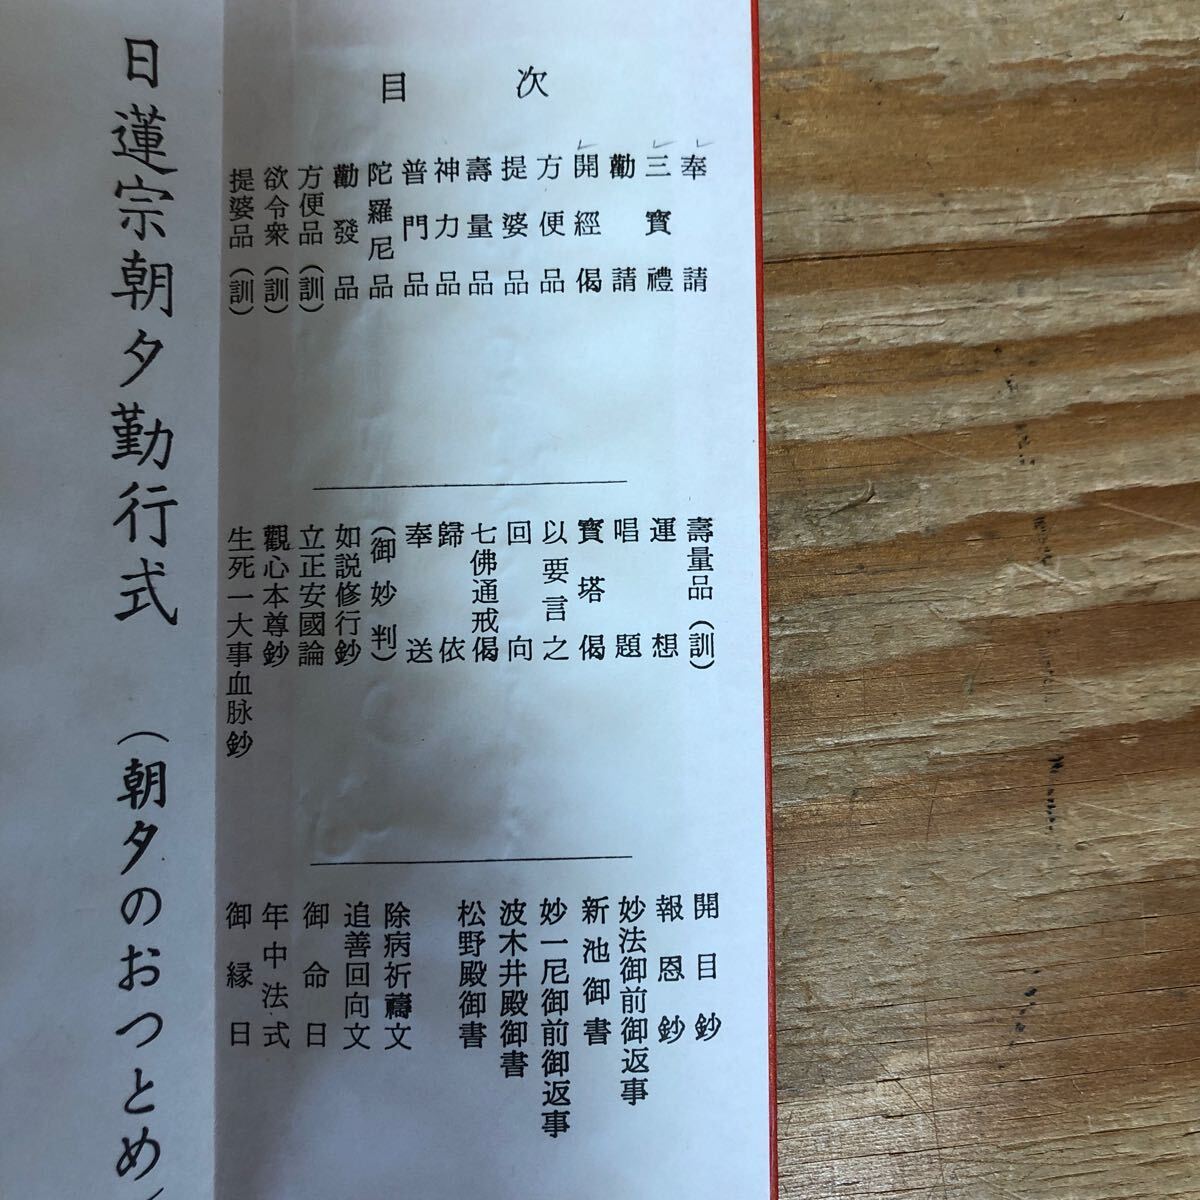 目次
奉請
三寳禮
勸請
開經偈
方便品
提婆品
壽量品
神力品
普門品
陀羅尼品
勸發品
方便品(訓)
欲令衆(訓)
提婆品(訓)
壽量品(訓)
運想
唱題
寳塔偈
以要言之
回向
七佛通戒偈
歸依
奉送
(御妙判)
如説修行鈔
立正安國論
觀心本尊鈔
生死一大事血脉鈔
開目鈔
報恩鈔
妙法御前御返事
新池御書
妙一尼御前御返事
波木井殿御書
松野殿御書
除病祈禱文
追善回向文
御命日
年中法式
御縁日
日蓮宗朝夕勤行式 (朝夕のおつとめ